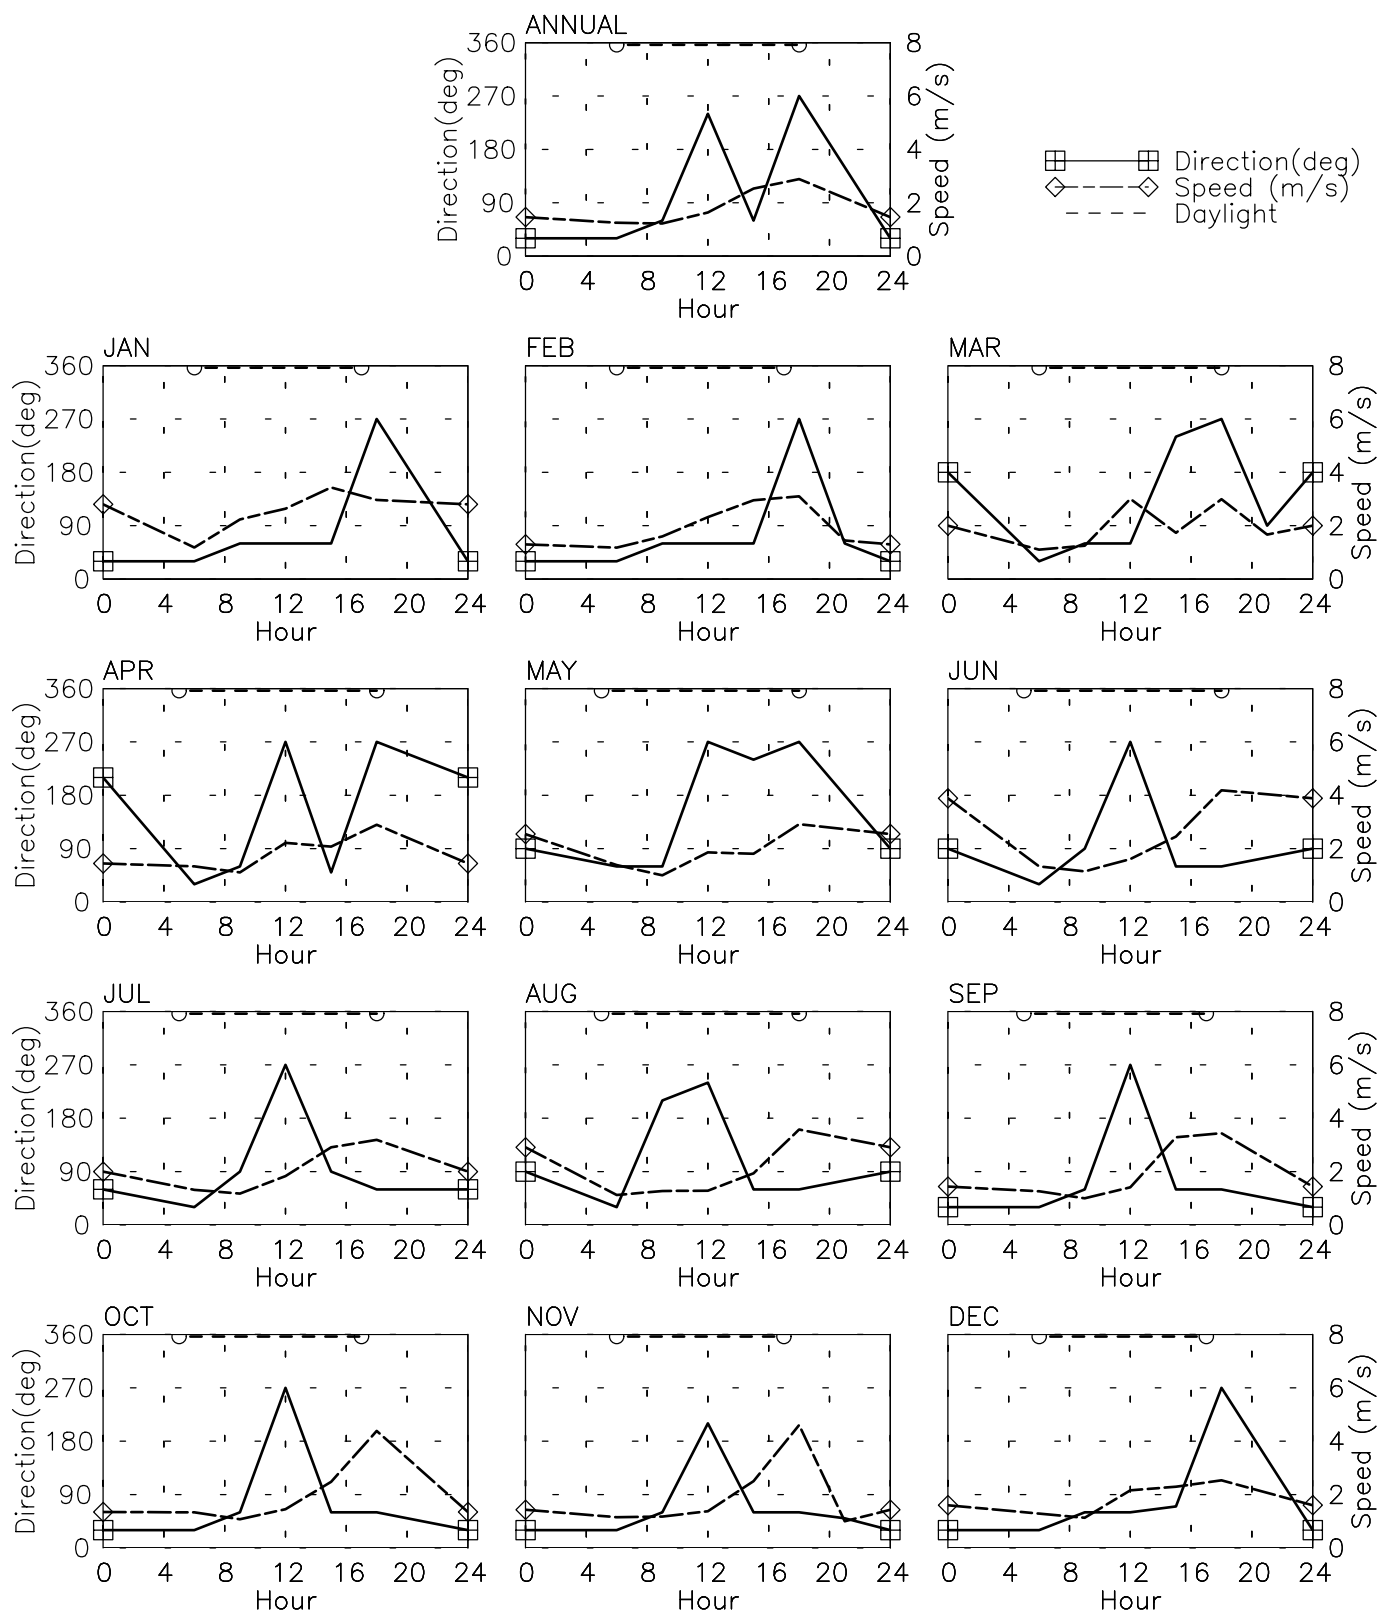 ANNUAL
360 8
270 6
180 4
90 2
0 0
Direction(deg)
Speed (m/s)
0 4 8 12 16 20 24
Hour
Direction(deg)
Speed (m/s)
Daylight
JAN FEB MAR
360 8
270 6
180 4
90 2
0 0
Direction(deg)
Speed (m/s)
0 4 8 12 16 20 24 0 4 8 12 16 20 24 0 4 8 12 16 20 24
Hour Hour Hour
APR MAY JUN
360 8
270 6
180 4
90 2
0 0
Direction(deg)
Speed (m/s)
0 4 8 12 16 20 24 0 4 8 12 16 20 24 0 4 8 12 16 20 24
Hour Hour Hour
JUL AUG SEP
360 8
270 6
180 4
90 2
0 0
Direction(deg)
Speed (m/s)
0 4 8 12 16 20 24 0 4 8 12 16 20 24 0 4 8 12 16 20 24
Hour Hour Hour
OCT NOV DEC
360 8
270 6
180 4
90 2
0 0
Direction(deg)
Speed (m/s)
0 4 8 12 16 20 24 0 4 8 12 16 20 24 0 4 8 12 16 20 24
Hour Hour Hour